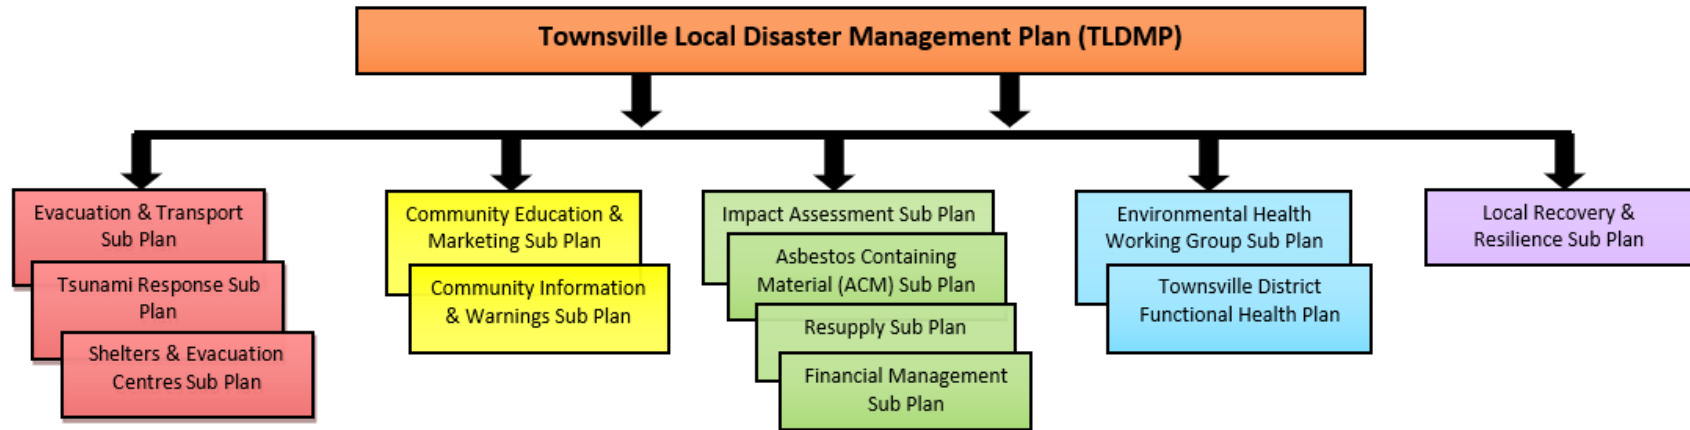 Townsville Local Disaster Management Plan (TLDMP)
Evacuation & Transport
Sub Plan
Tsunami Response Sub
Plan
Shelters & Evacuation
Centres Sub Plan
Community Education &
Marketing Sub Plan
Community Information
& Warnings Sub Plan
Impact Assessment Sub Plan
Asbestos Containing
Material (ACM) Sub Plan
Resupply Sub Plan
Financial Management
Sub Plan
Environmental Health
Working Group Sub Plan
Townsville District
Functional Health Plan
Local Recovery &
Resilience Sub Plan